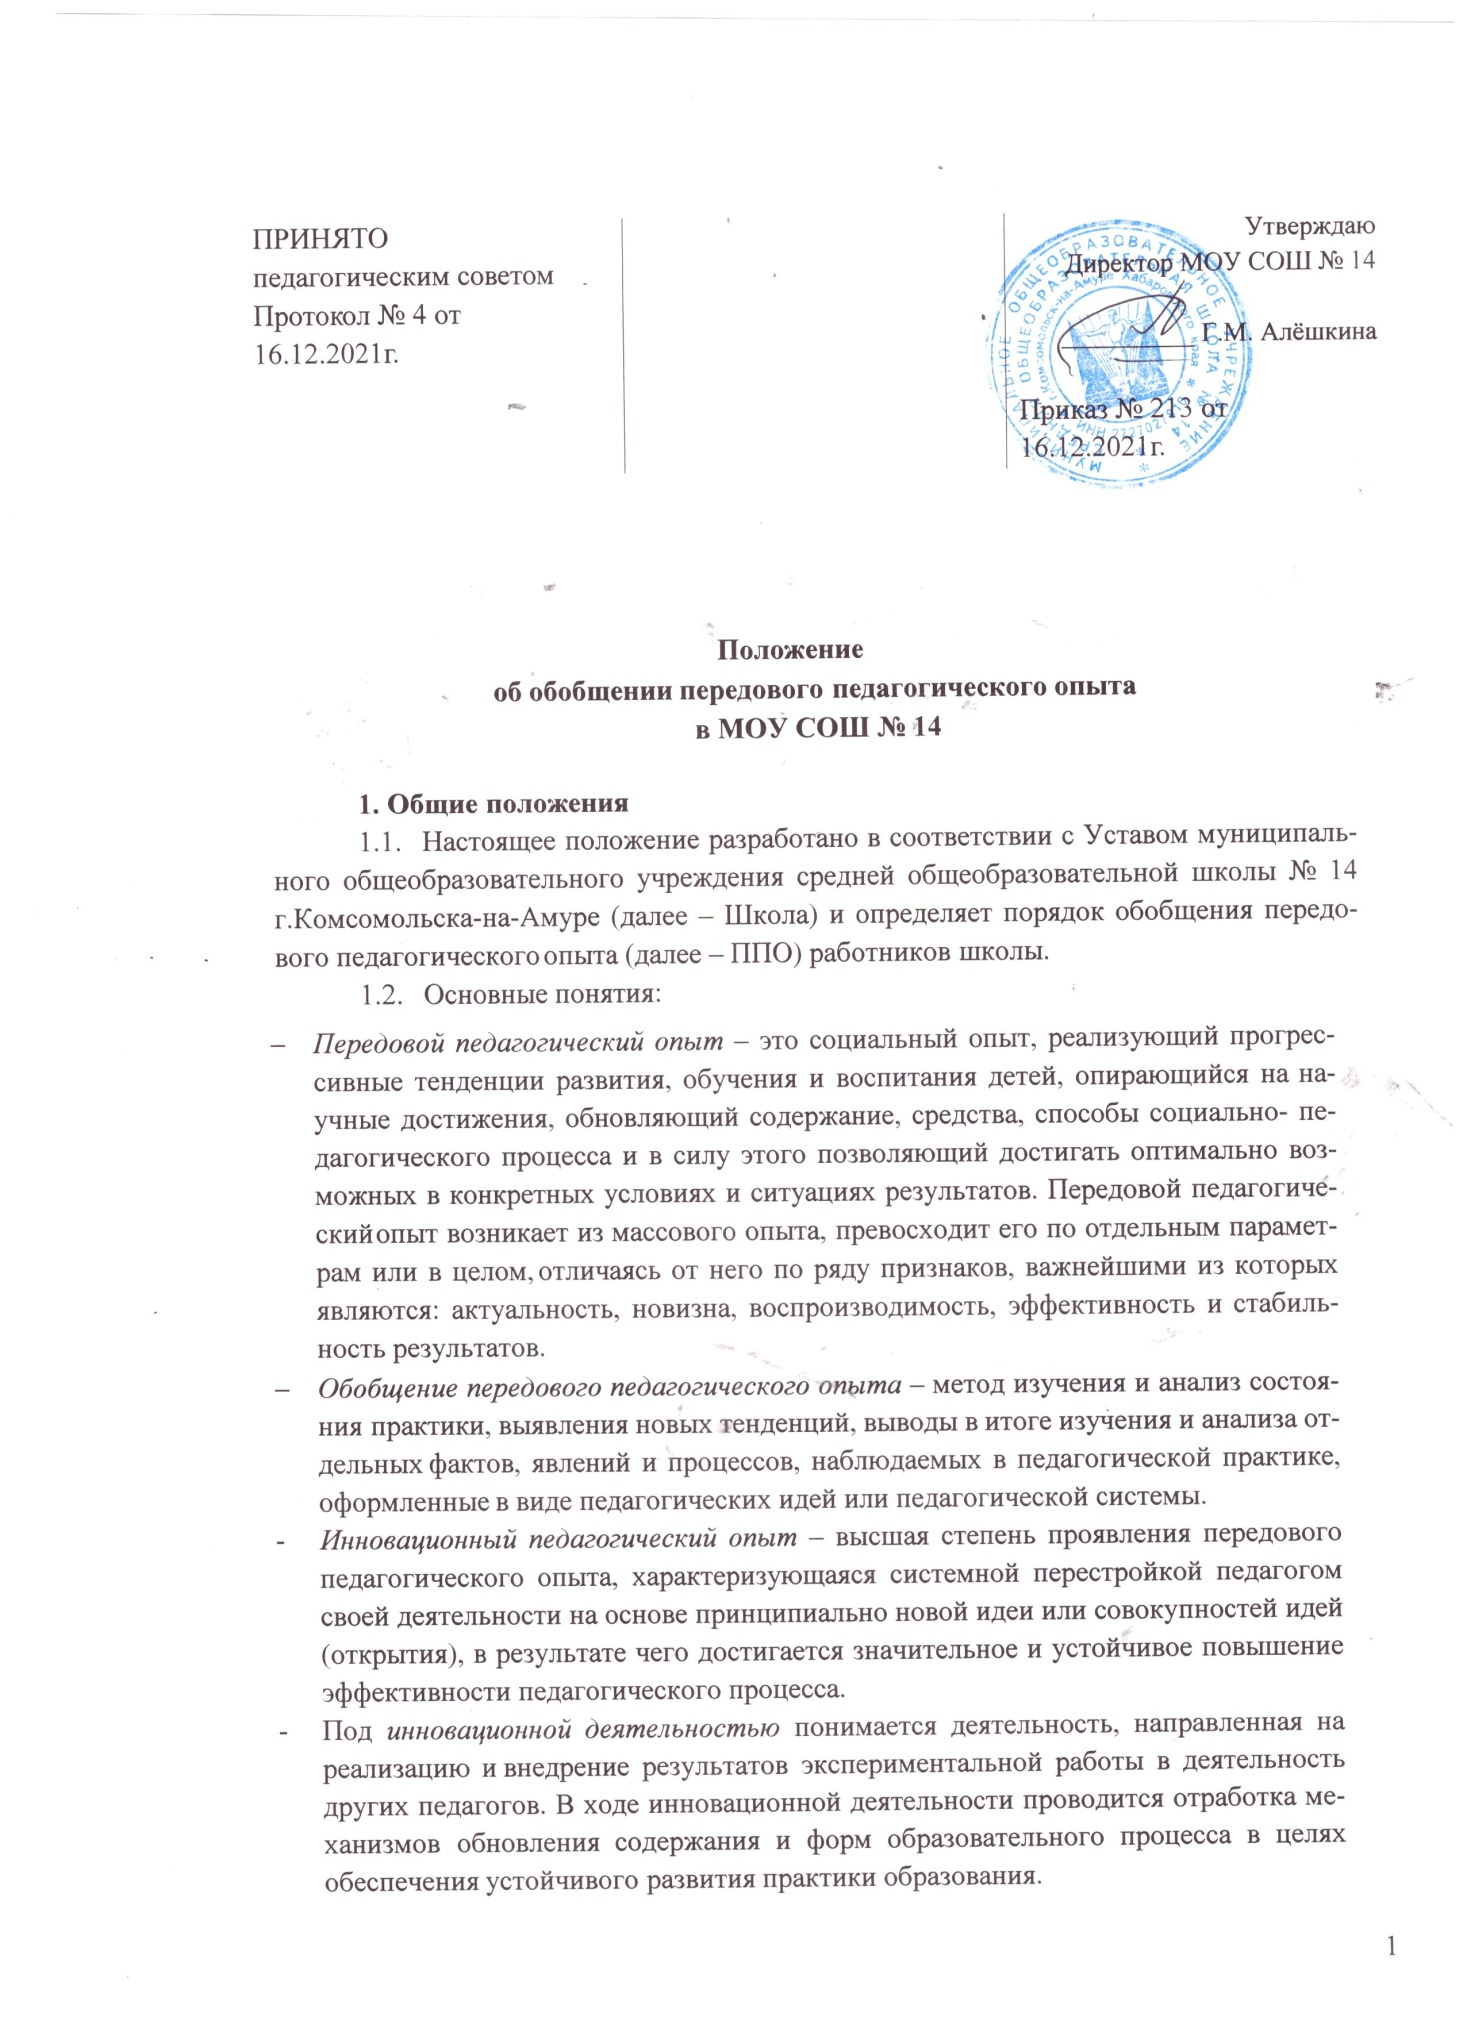 ПРИНЯТО
педагогическим советом
Протокол № 4 от
16.12.2021г.
Утверждаю
Директор МОУ СОШ № 14
Г.М. Алёшкина
Приказ № 213 от
16.12.2021г.
Положение
об обобщении передового педагогического опыта
в МОУ СОШ № 14
1. Общие положения
1.1. Настоящее положение разработано в соответствии с Уставом муниципаль-
ного общеобразовательного учреждения средней общеобразовательной школы № 14
г.Комсомольска-на-Амуре (далее – Школа) и определяет порядок обобщения передо-
вого педагогического опыта (далее – ППО) работников школы.
1.2. Основные понятия:
– Передовой педагогический опыт – это социальный опыт, реализующий прогрес-
сивные тенденции развития, обучения и воспитания детей, опирающийся на на-
учные достижения, обновляющий содержание, средства, способы социально- пе-
дагогического процесса и в силу этого позволяющий достигать оптимально воз-
можных в конкретных условиях и ситуациях результатов. Передовой педагогиче-
ский опыт возникает из массового опыта, превосходит его по отдельным парамет-
рам или в целом, отличаясь от него по ряду признаков, важнейшими из которых
являются: актуальность, новизна, воспроизводимость, эффективность и стабиль-
ность результатов.
– Обобщение передового педагогического опыта – метод изучения и анализ состоя-
ния практики, выявления новых тенденций, выводы в итоге изучения и анализа от-
дельных фактов, явлений и процессов, наблюдаемых в педагогической практике,
оформленные в виде педагогических идей или педагогической системы.
- Инновационный педагогический опыт – высшая степень проявления передового
педагогического опыта, характеризующаяся системной перестройкой педагогом
своей деятельности на основе принципиально новой идеи или совокупностей идей
(открытия), в результате чего достигается значительное и устойчивое повышение
эффективности педагогического процесса.
- Под инновационной деятельностью понимается деятельность, направленная на
реализацию и внедрение результатов экспериментальной работы в деятельность
других педагогов. В ходе инновационной деятельности проводится отработка ме-
ханизмов обновления содержания и форм образовательного процесса в целях
обеспечения устойчивого развития практики образования.
1